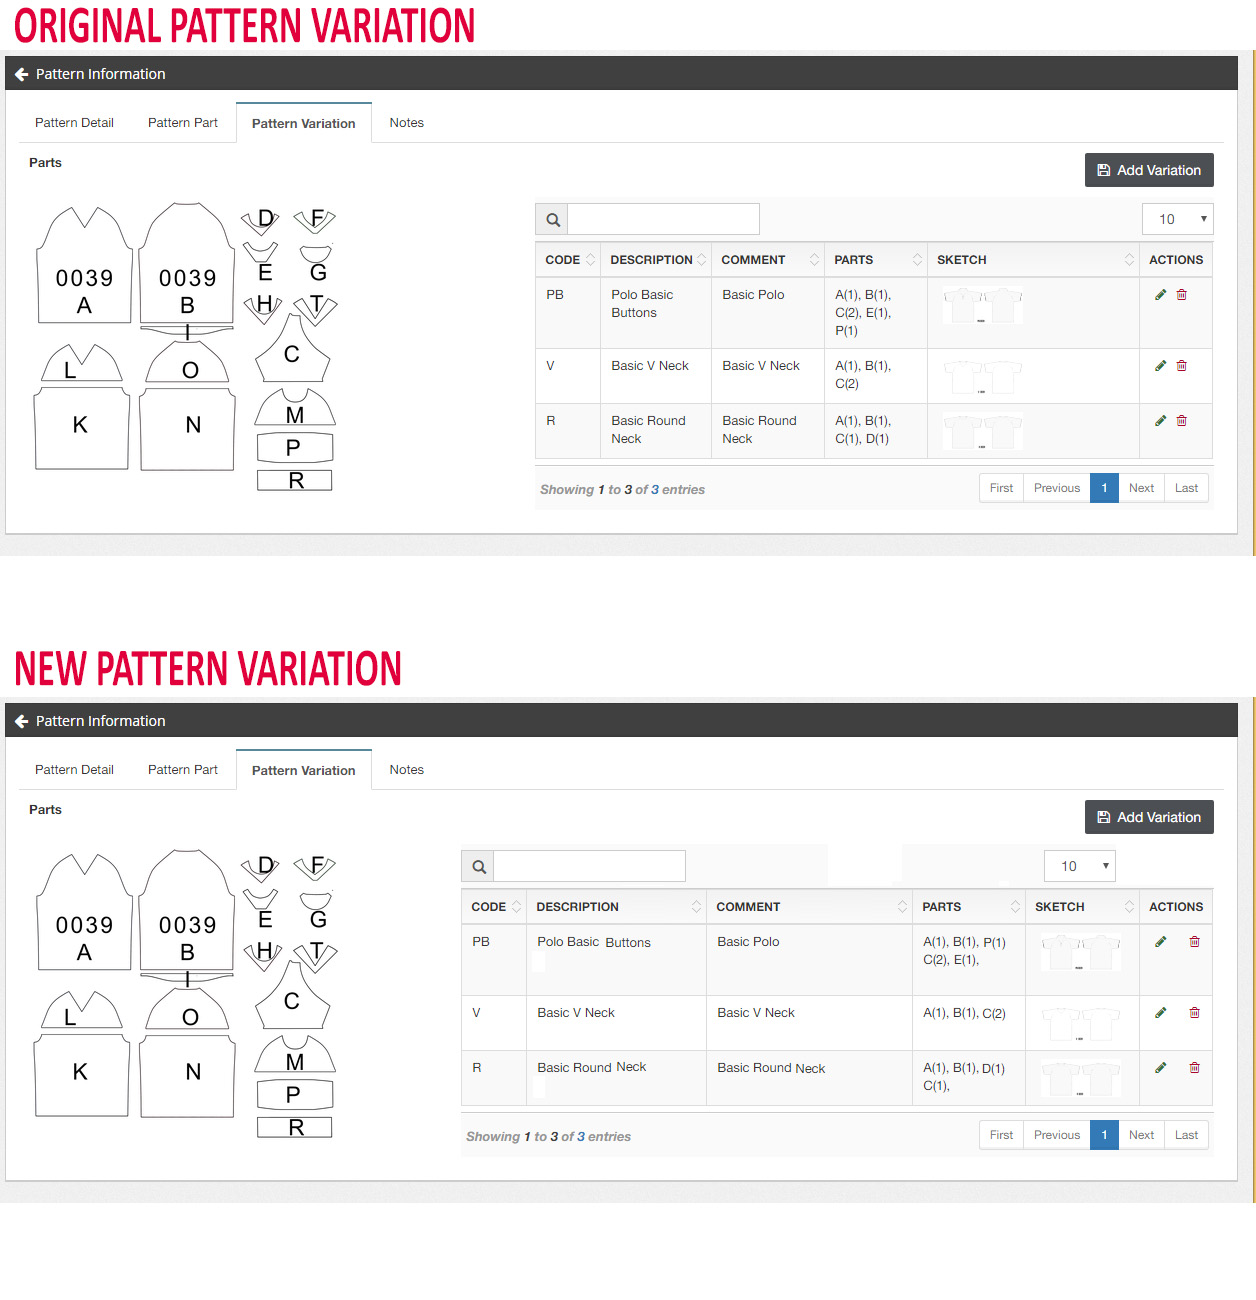 ORIGINAL PATTERN VARIATION
Pattern Information
Pattern Detail Pattern Part Pattern Variation Notes
Parts
Add Variation
10
0039 A
0039 B
D F
E G
H T
I
L O C
K N M
P
R
CODE DESCRIPTION COMMENT PARTS SKETCH ACTIONS
PB Polo Basic Basic Polo A(1), B(1),
Buttons C(2), E(1),
P(1)
V Basic V Neck Basic V Neck A(1), B(1),
C(2)
R Basic Round Basic Round A(1), B(1),
Neck Neck C(1), D(1)
Showing 1 to 3 of 3 entries
First Previous 1 Next Last
NEW PATTERN VARIATION
Pattern Information
Pattern Detail Pattern Part Pattern Variation Notes
Parts
Add Variation
10
0039 A
0039 B
D F
E G
H T
I
L O C
K N M
P
R
CODE DESCRIPTION COMMENT PARTS SKETCH ACTIONS
PB Polo Basic Buttons Basic Polo A(1), B(1), P(1)
C(2), E(1),
V Basic V Neck Basic V Neck A(1), B(1), C(2)
R Basic Round Neck Basic Round Neck A(1), B(1), D(1)
C(1),
Showing 1 to 3 of 3 entries
First Previous 1 Next Last